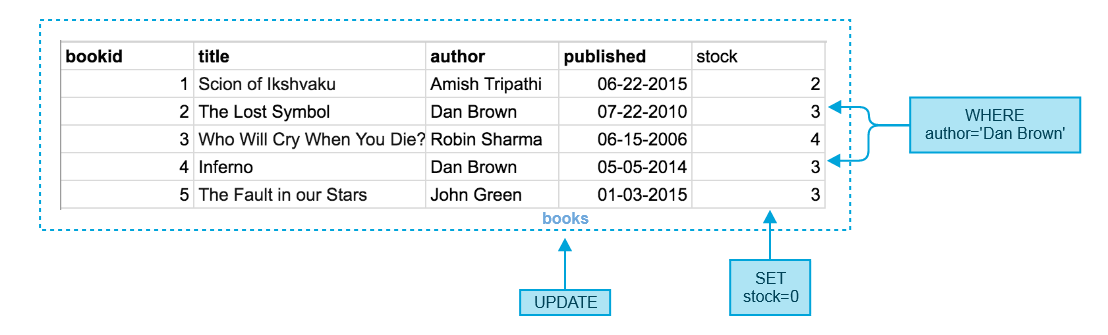 bookid title author published stock
1 Scion of Ikshvaku Amish Tripathi 06-22-2015 2
2 The Lost Symbol Dan Brown 07-22-2010 3
3 Who Will Cry When You Die? Robin Sharma 06-15-2006 4
4 Inferno Dan Brown 05-05-2014 3
5 The Fault in our Stars John Green 01-03-2015 3
books
WHERE
author='Dan Brown'
UPDATE
SET
stock=0